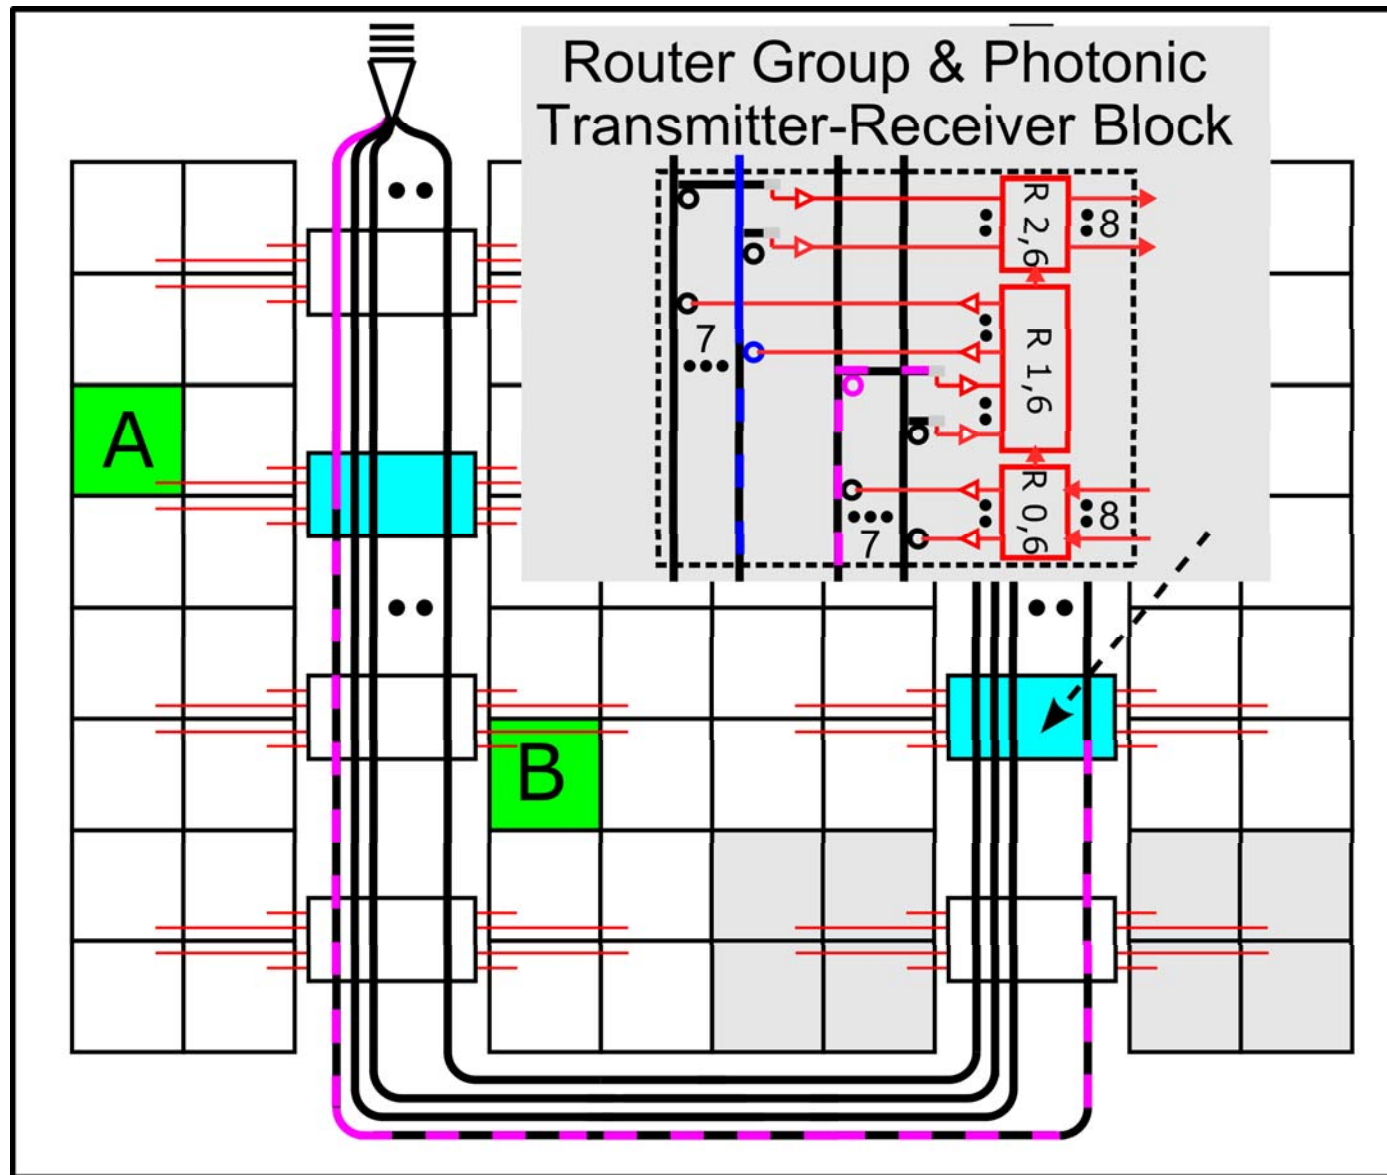 Router Group & Photonic
Transmitter-Receiver Block
R 2,6
8
7
R 1,6
R 0,6
8
7
A
B